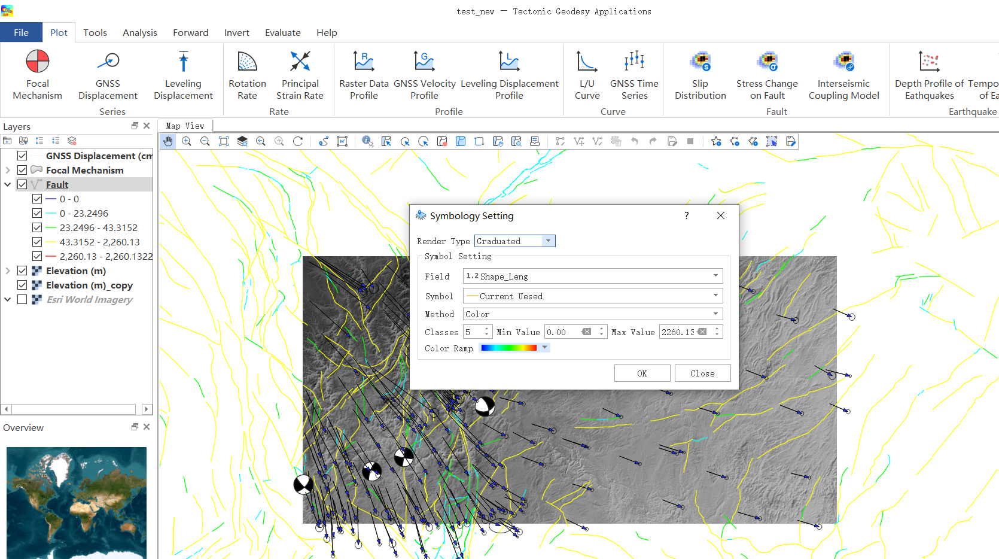 test_new — Tectonic Geodesy Applications
File Plot Tools Analysis Forward Invert Evaluate Help
Focal Mechanism
GNSS Displacement
Leveling Displacement
Series
Rotation Rate
Principal Strain Rate
Rate
Raster Data Profile
GNSS Velocity Profile
Leveling Displacement Profile
Profile
L/U Curve
GNSS Time Series
Curve
Slip Distribution
Stress Change on Fault
Interseismic Coupling Model
Fault
Depth Profile of Eathquakes
Tempo
of Ea
Earthquake
Layers
Map View
GNSS Displacement (cm
Focal Mechanism
Fault
0 - 0
0 - 23.2496
23.2496 - 43.3152
43.3152 - 2,260.13
2,260.13 - 2,260.1322
Elevation (m)
Elevation (m)_copy
Esri World Imagery
Overview
Symbology Setting
?
Render Type Graduated
Symbol Setting
Field 1.2 Shape_Leng
Symbol Current Uesed
Method Color
Classes 5 Min Value 0.00 Max Value 2260.13
Color Ramp
OK Close